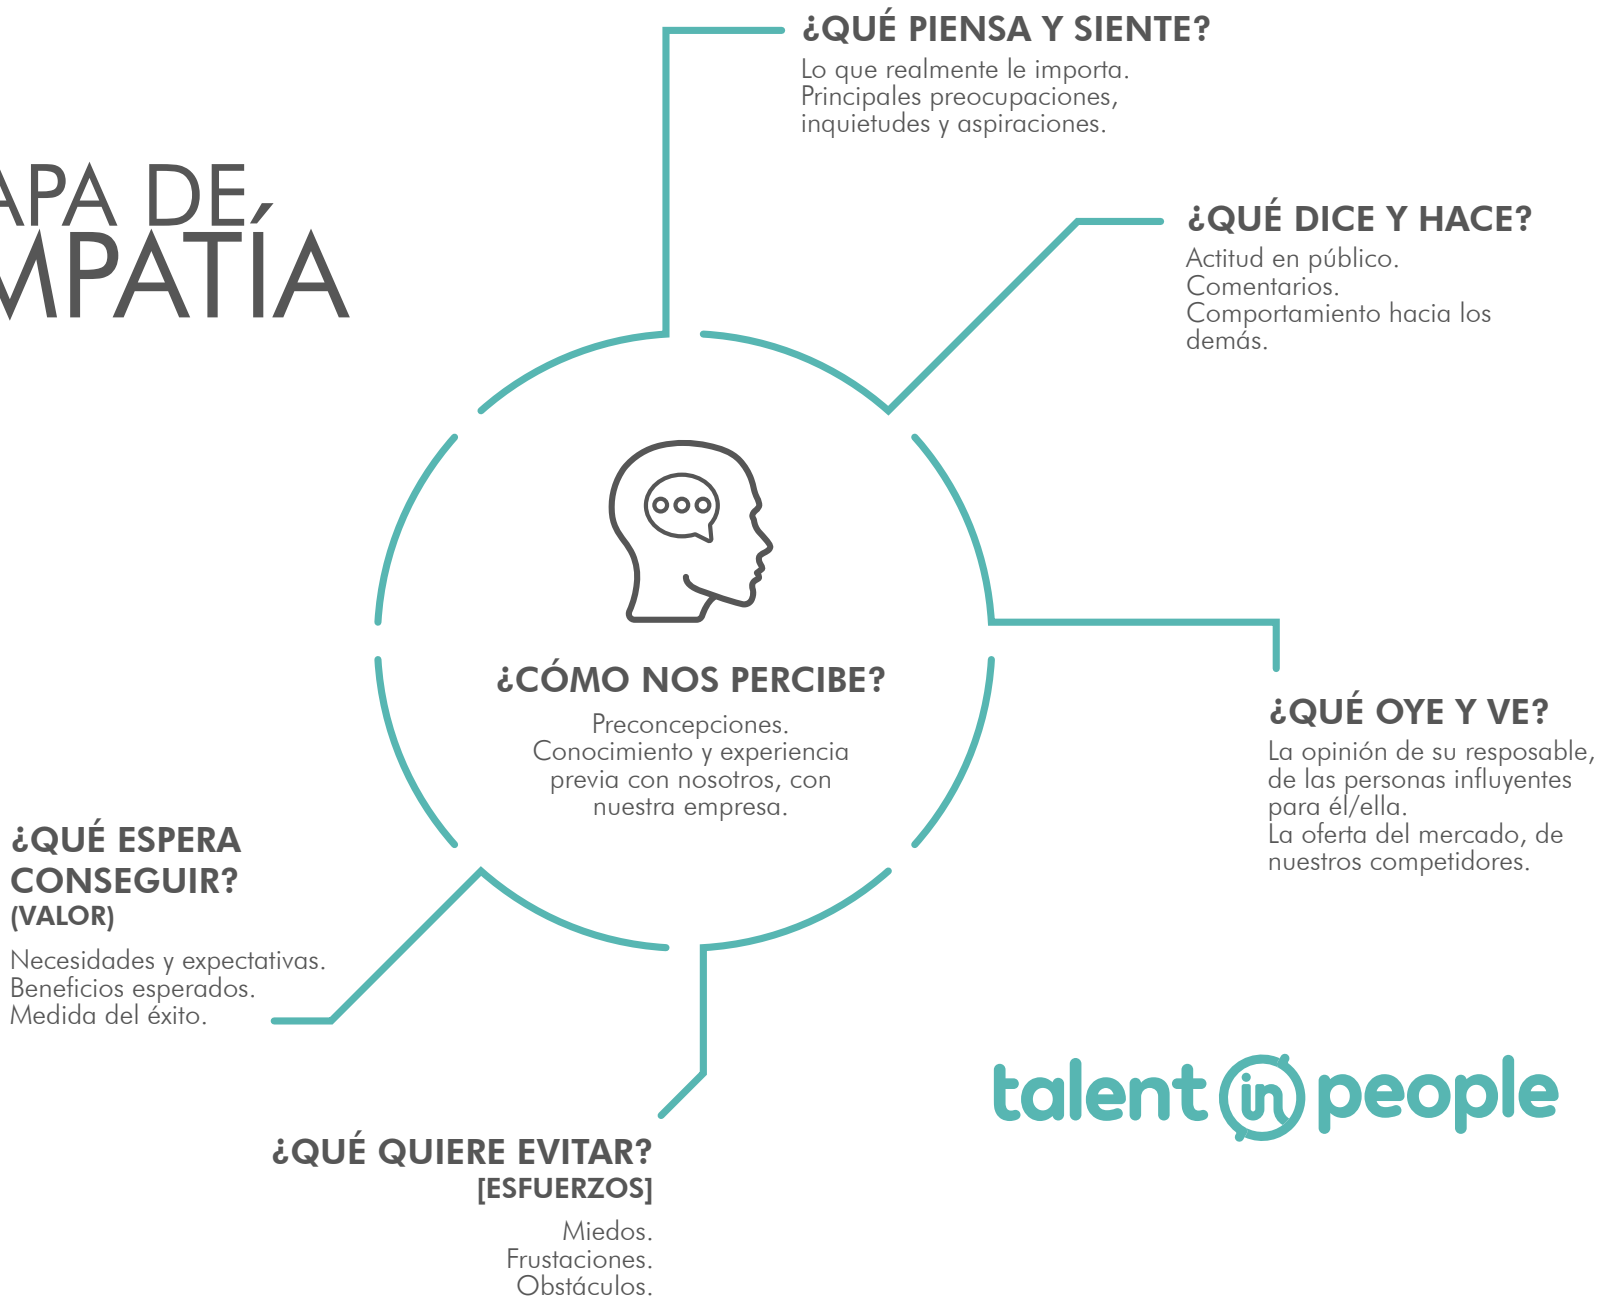 APA DE
MPATÍA
¿QUÉ PIENSA Y SIENTE?
Lo que realmente le importa.
Principales preocupaciones,
inquietudes y aspiraciones.
¿QUÉ DICE Y HACE?
Actitud en público.
Comentarios.
Comportamiento hacia los
demás.
¿CÓMO NOS PERCIBE?
Preconcepciones.
Conocimiento y experiencia
previa con nosotros, con
nuestra empresa.
¿QUÉ OYE Y VE?
La opinión de su resposable,
de las personas influyentes
para él/ella.
La oferta del mercado, de
nuestros competidores.
¿QUÉ ESPERA
CONSEGUIR?
(VALOR)
Necesidades y expectativas.
Beneficios esperados.
Medida del éxito.
¿QUÉ QUIERE EVITAR?
[ESFUERZOS]
Miedos.
Frustaciones.
Obstáculos.
talent in people